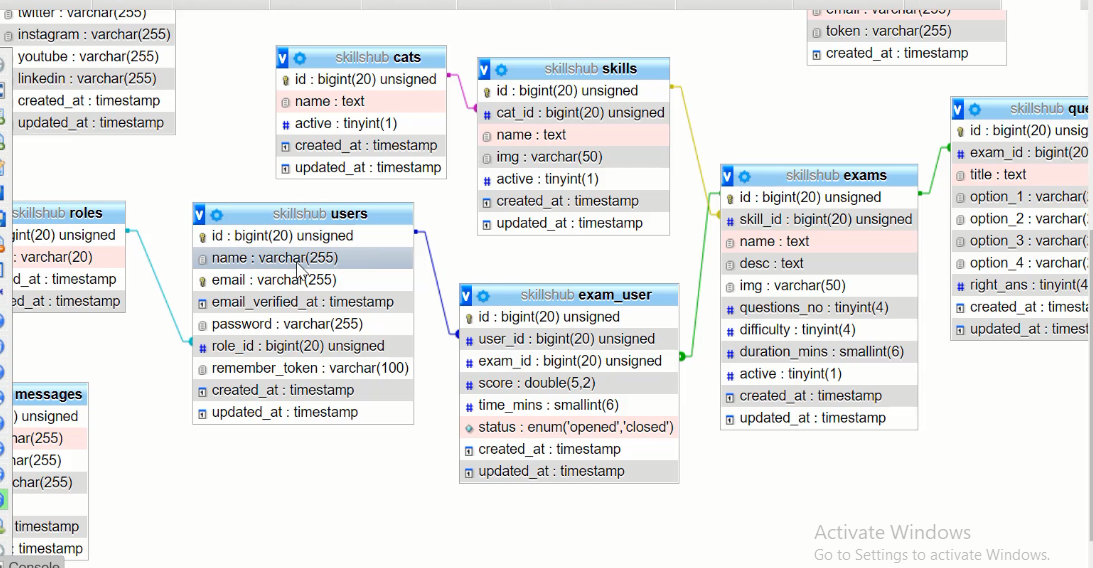 twitter : varchar(255)
instagram : varchar(255)
youtube : varchar(255)
linkedin : varchar(255)
created_at : timestamp
updated_at : timestamp
skillshub cats
id : bigint(20) unsigned
name : text
active : tinyint(1)
created_at : timestamp
updated_at : timestamp
skillshub skills
id : bigint(20) unsigned
cat_id : bigint(20) unsigned
name : text
img : varchar(50)
active : tinyint(1)
created_at : timestamp
updated_at : timestamp
email : varchar(255)
token : varchar(255)
created_at : timestamp
skillshub roles
gint(20) unsigned
: varchar(20)
d_at : timestamp
ed_at : timestamp
skillshub users
id : bigint(20) unsigned
name : varchar(255)
email : varchar(255)
email_verified_at : timestamp
password : varchar(255)
role_id : bigint(20) unsigned
remember_token : varchar(100)
created_at : timestamp
updated_at : timestamp
skillshub exam_user
id : bigint(20) unsigned
user_id : bigint(20) unsigned
exam_id : bigint(20) unsigned
score : double(5,2)
time_mins : smallint(6)
status : enum('opened','closed')
created_at : timestamp
updated_at : timestamp
skillshub exams
id : bigint(20) unsigned
skill_id : bigint(20) unsigned
name : text
desc : text
img : varchar(50)
questions_no : tinyint(4)
difficulty : tinyint(4)
duration_mins : smallint(6)
active : tinyint(1)
created_at : timestamp
updated_at : timestamp
skillshub que
id : bigint(20) unsig
exam_id : bigint(20
title : text
option_1 : varchar(
option_2 : varchar(
option_3 : varchar(
option_4 : varchar(
right_ans : tinyint(4
created_at : timest
updated_at : timest
messages
) unsigned
har(255)
nar(255)
char(255)
timestamp
: timestamp
Console
Activate Windows
Go to Settings to activate Windows.